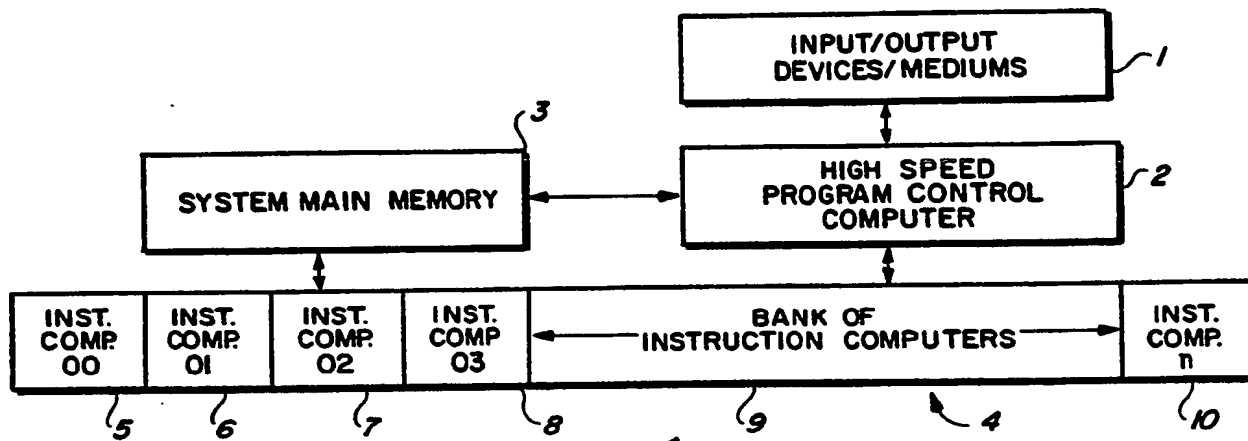 INPUT/OUTPUT
DEVICES/MEDIUMS
1
3
SYSTEM MAIN MEMORY
HIGH SPEED
PROGRAM CONTROL
COMPUTER
2
INST.
COMP.
00
INST.
COMP.
01
INST.
COMP.
02
INST.
COMP
03
BANK OF
INSTRUCTION COMPUTERS
INST.
COMP.
n
5
6
7
8
9
4
10